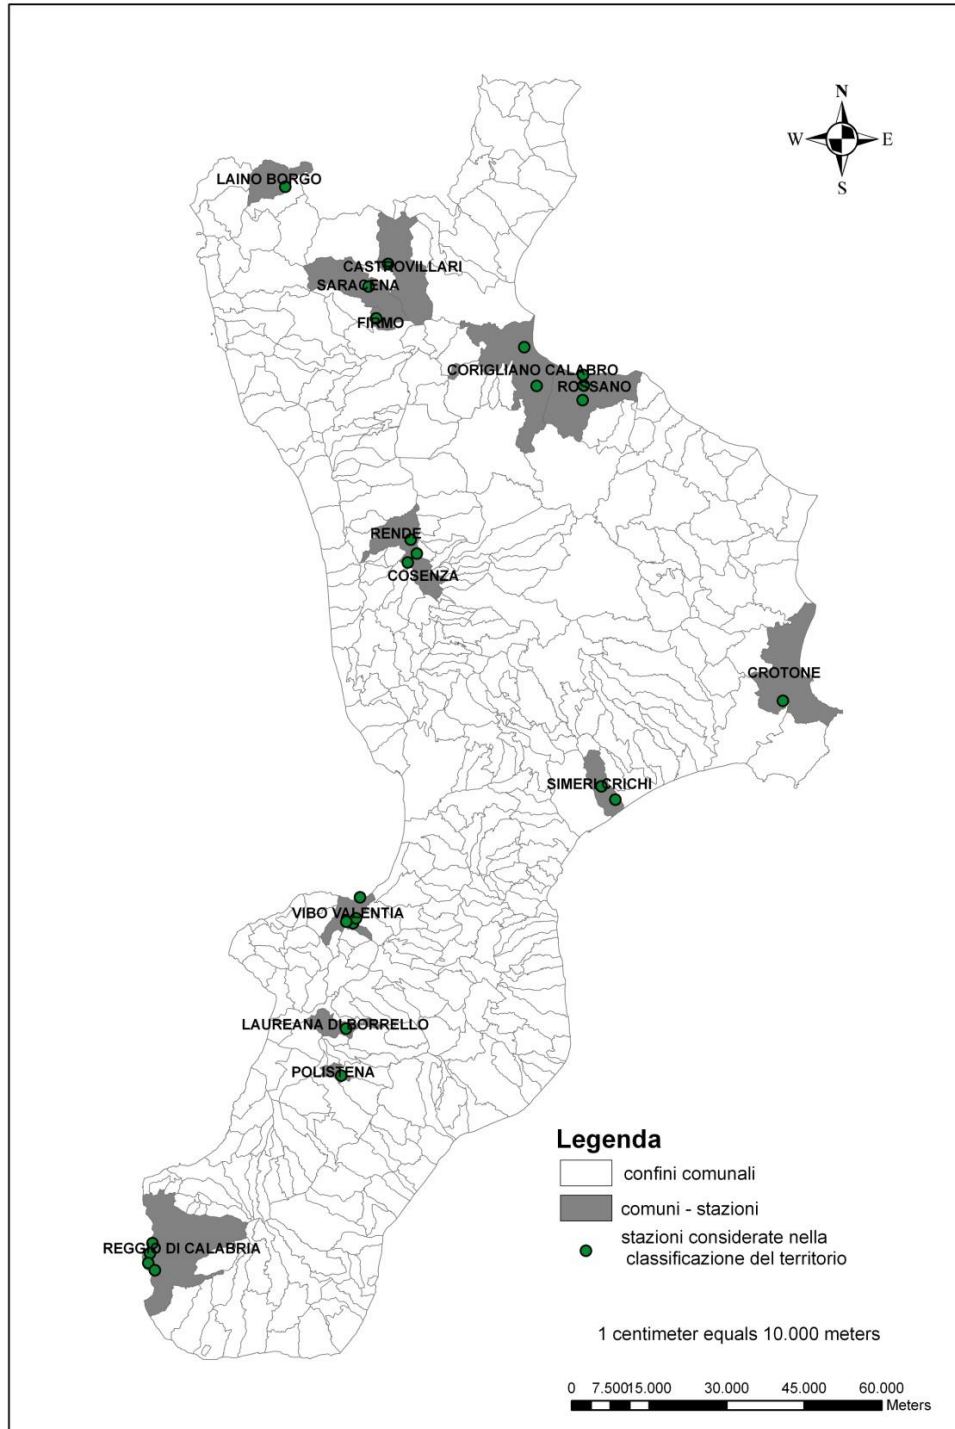 N
W E
S
LAINO BORGO
CASTROVILLARI
SARACENA
FIRMO
CORIGLIANO CALABRO
ROSSANO
RENDE
COSENZA
CROTONE
SIMERI CRICHI
VIBO VALENTIA
LAUREANA DI BORRELLO
POLISTENA
REGGIO DI CALABRIA
Legenda
confini comunali
comuni - stazioni
stazioni considerate nella
classificazione del territorio
1 centimeter equals 10.000 meters
0 7.500 15.000 30.000 45.000 60.000
Meters